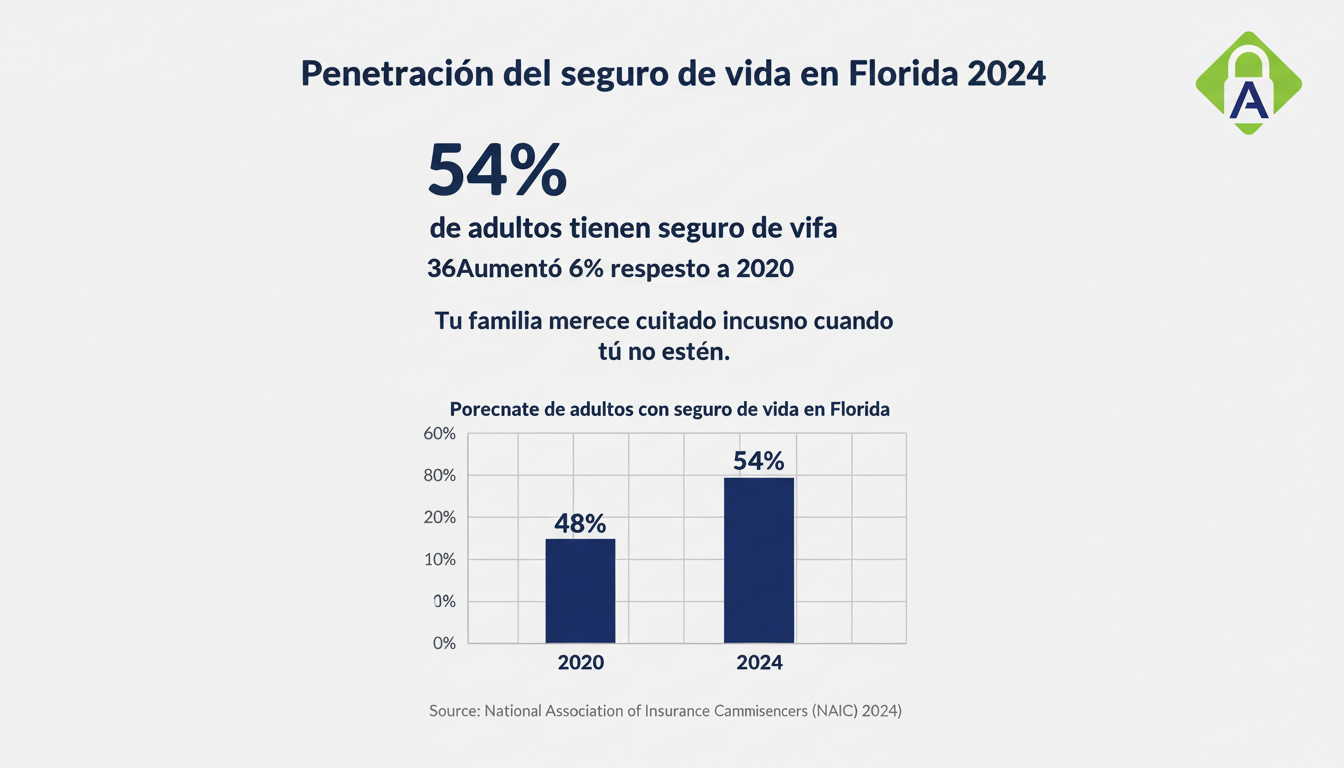 Penetración del seguro de vida en Florida 2024
A
54%
de adultos tienen seguro de vifa
36Aumentó 6% respesto a 2020
Tu familia merece cuitado incusno cuando
tú no estén.
Porecnate de adultos con seguro de vida en Florida
60%
80%
20%
10%
0%
0%
48%
54%
2020
2024
Source: National Association of Insurance Cammisencers (NAIC) 2024)